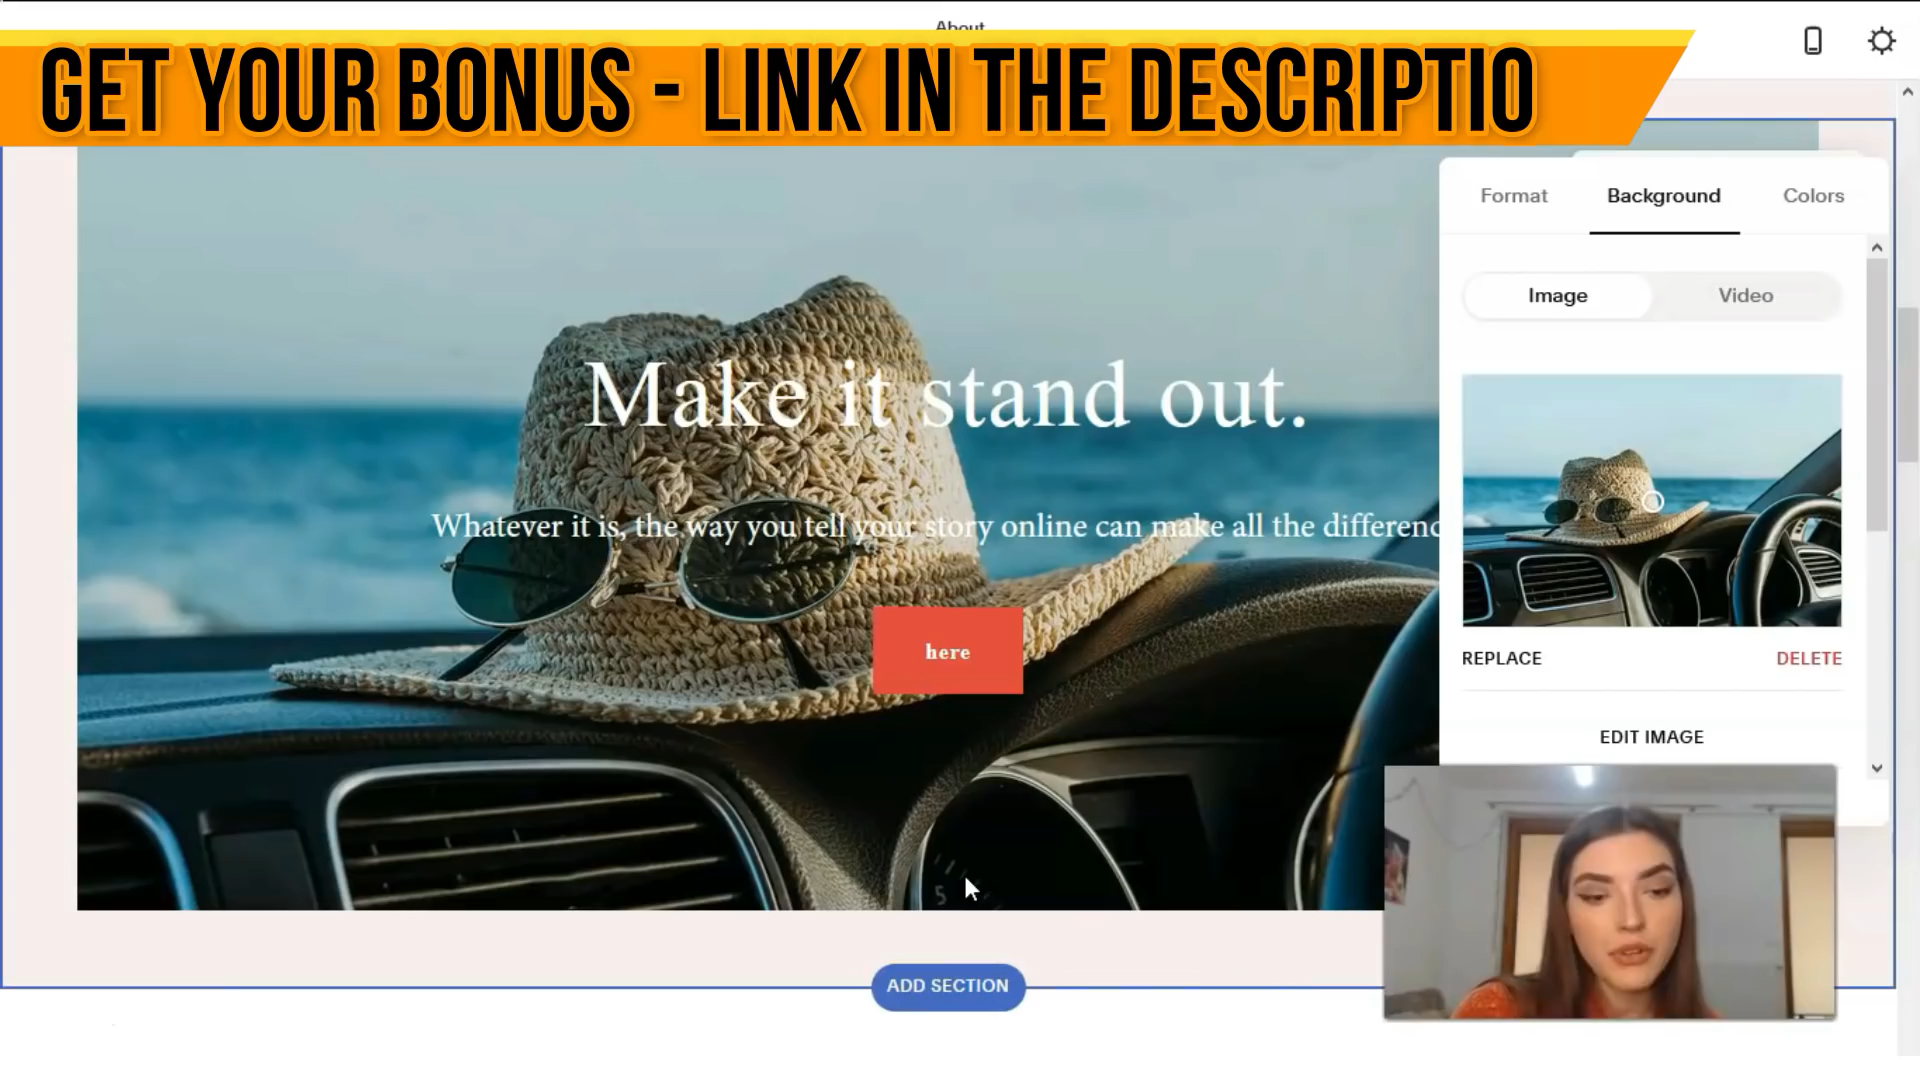 About
GET YOUR BONUS - LINK IN THE DESCRIPTIO
Format
Background
Colors
Image
Video
Make it stand out.
Whatever it is, the way you tell your story online can make all the differenc
here
REPLACE
DELETE
EDIT IMAGE
5
ADD SECTION